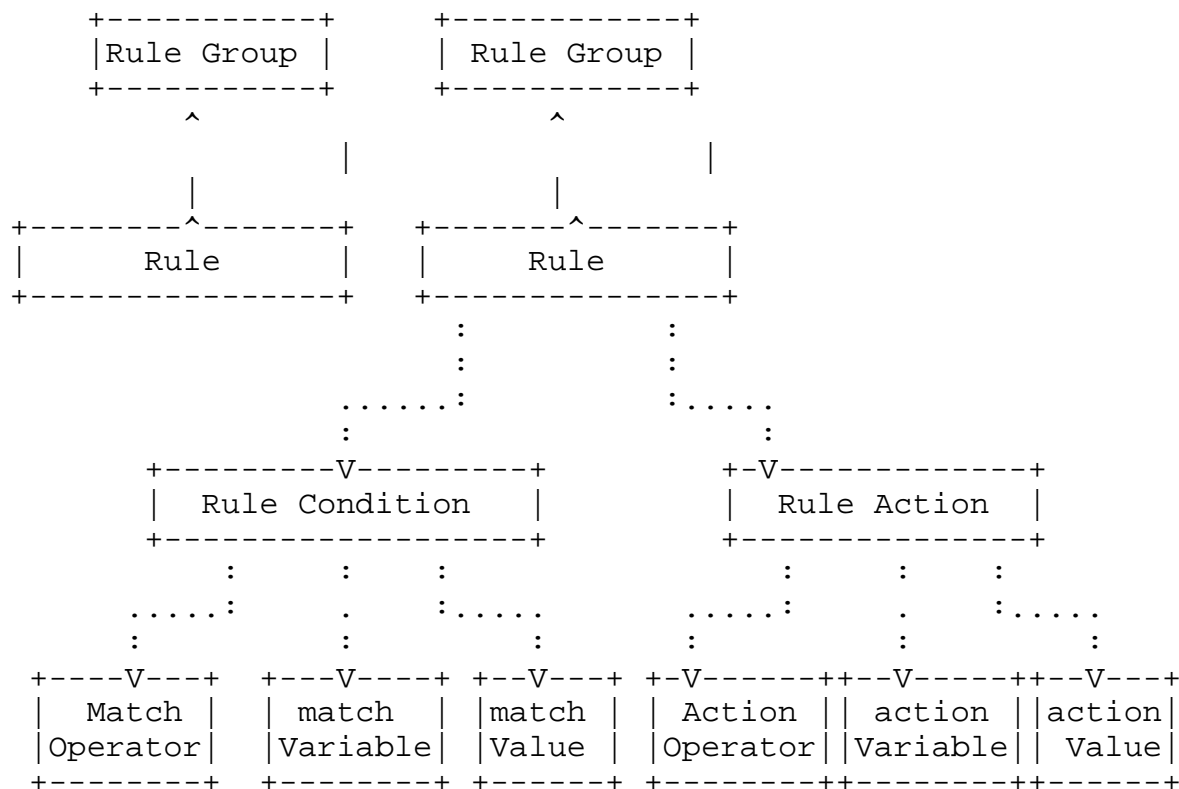 +-----------+     +------------+
|Rule Group |     | Rule Group |
+-----------+     +------------+
^                  ^
|                  |
|                  |
+--------^-------+   +-------^-------+
|      Rule      |   |     Rule      |
+----------------+   +---------------+
:          :
:          :
......:          :.....
:                     :
+---------V---------+         +-V-------------+
|  Rule Condition   |         |  Rule Action  |
+-------------------+         +---------------+
:     :    :                 :     :    :
.....:     .    :.....       .....:     .    :.....
:          :         :       :          :         :
+----V---+  +---V----+ +--V---+ +-V------++--V-----++--V---+
|  Match |  | match  | |match | | Action || action ||action|
|Operator|  |Variable| |Value | |Operator||Variable|| Value|
+--------+  +--------+ +------+ +--------++--------++------+